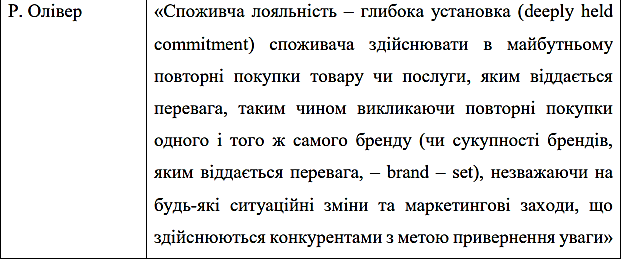 Р. Олівер
«Споживча лояльність – глибока установка (deeply held
commitment) споживача здійснювати в майбутньому
повторні покупки товару чи послуги, яким віддається
перевага, таким чином викликаючи повторні покупки
одного і того ж самого бренду (чи сукупності брендів,
яким віддається перевага, – brand – set), незважаючи на
будь-які ситуаційні зміни та маркетингові заходи, що
здійснюються конкурентами з метою привернення уваги»